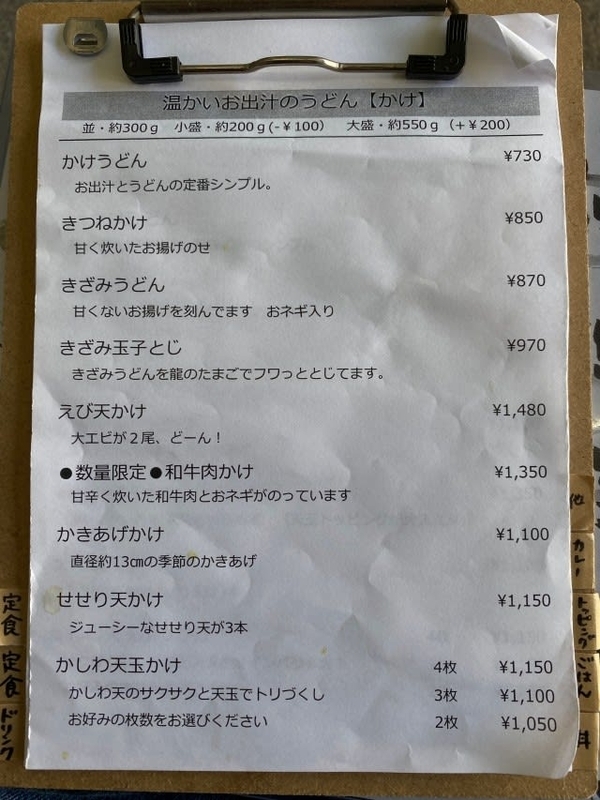 温かいお出汁のうどん【かけ】
並・約300g 小盛・約200g(-¥100) 大盛・約550g (+¥200)
かけうどん ¥730
お出汁とうどんの定番シンプル。
きつねかけ ¥850
甘く炊いたお揚げのせ
きざみうどん ¥870
甘くないお揚げを刻んでます おネギ入り
きざみ玉子とじ ¥970
きざみうどんを龍のたまごでフワっととじてます。
えび天かけ ¥1,480
大エビが2尾、どーん!
●数量限定●和牛肉かけ ¥1,350
甘辛く炊いた和牛肉とおネギがのっています
かきあげかけ ¥1,100
直径約13㎝の季節のかきあげ
せせり天かけ ¥1,150
ジューシーなせせり天が3本
かしわ天玉かけ 4枚 ¥1,150
かしわ天のサクサクと天玉でトリづくし 3枚 ¥1,100
お好みの枚数をお選びください 2枚 ¥1,050
定食
定食
ドリンク
他
カレー
トッピング
ごはん